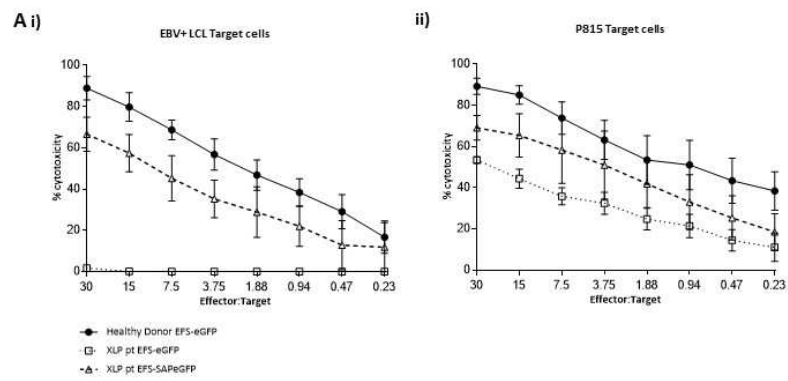 A i)
EBV+ LCL Target cells
% cytotoxicity
100
80
60
40
20
0
30 15 7.5 3.75 1.88 0.94 0.47 0.23
Effector:Target
Healthy Donor EFS-eGFP
XLP pt EFS-eGFP
XLP pt EFS-SAPeGFP
ii)
P815 Target cells
% cytotoxicity
100
80
60
40
20
0
30 15 7.5 3.75 1.88 0.94 0.47 0.23
Effector:Target